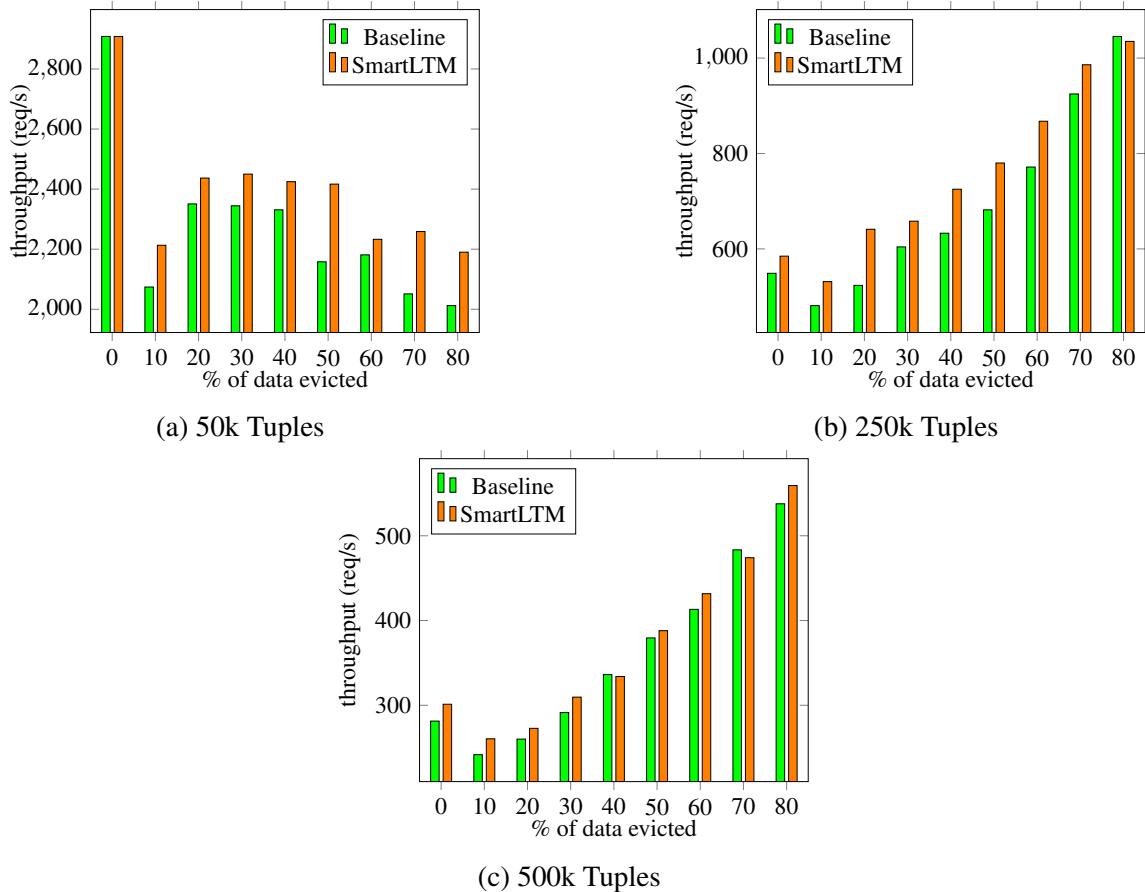 2,800
2,600
2,400
2,200
2,000
throughput (req/s)
Baseline
SmartLTM
0 10 20 30 40 50 60 70 80
% of data evicted
(a) 50k Tuples
1,000
800
600
throughput (req/s)
Baseline
SmartLTM
0 10 20 30 40 50 60 70 80
% of data evicted
(b) 250k Tuples
500
400
300
throughput (req/s)
Baseline
SmartLTM
0 10 20 30 40 50 60 70 80
% of data evicted
(c) 500k Tuples